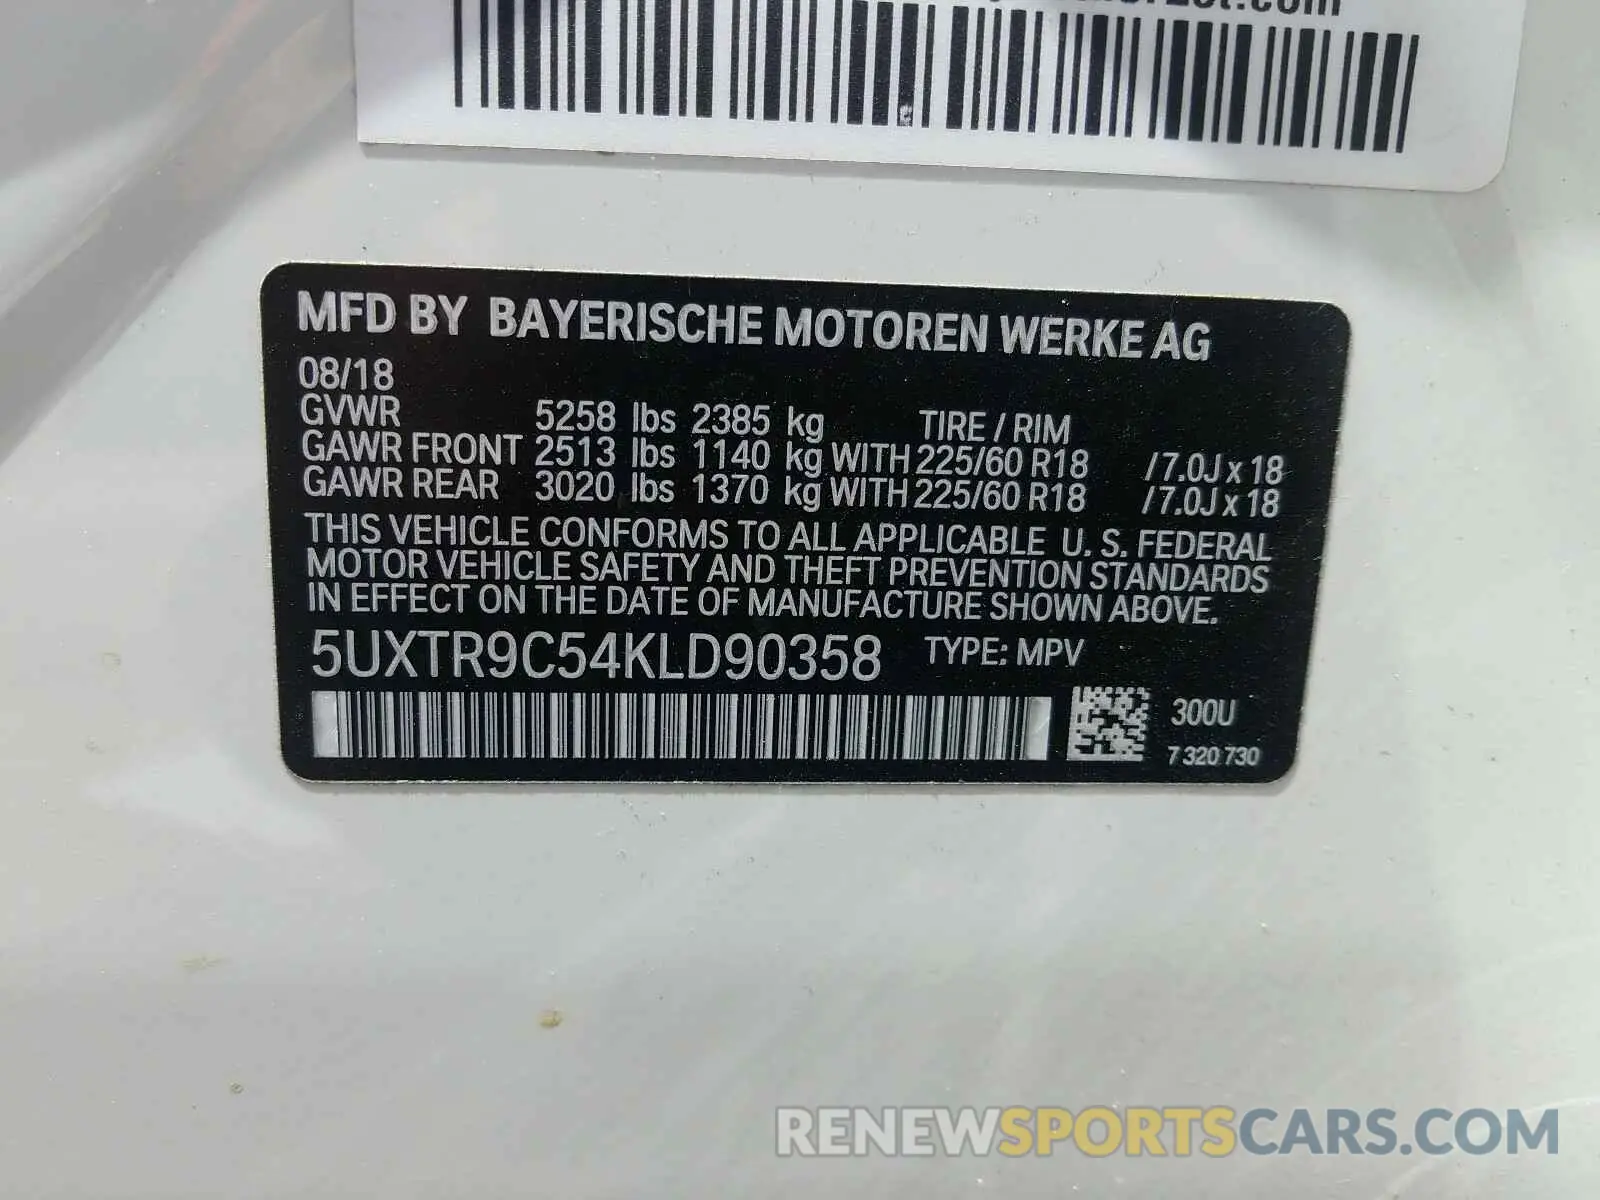 MFD BY BAYERISCHE MOTOREN WERKE AG
08/18
GVWR 5258 lbs 2385 kg TIRE / RIM
GAWR FRONT 2513 lbs 1140 kg WITH 225/60 R18 / 7.0J x 18
GAWR REAR 3020 lbs 1370 kg WITH 225/60 R18 / 7.0J x 18
THIS VEHICLE CONFORMS TO ALL APPLICABLE U. S. FEDERAL
MOTOR VEHICLE SAFETY AND THEFT PREVENTION STANDARDS
IN EFFECT ON THE DATE OF MANUFACTURE SHOWN ABOVE.
5UXTR9C54KLD90358 TYPE: MPV
300U
7 320 730
RENEWSPORTSCARS.COM